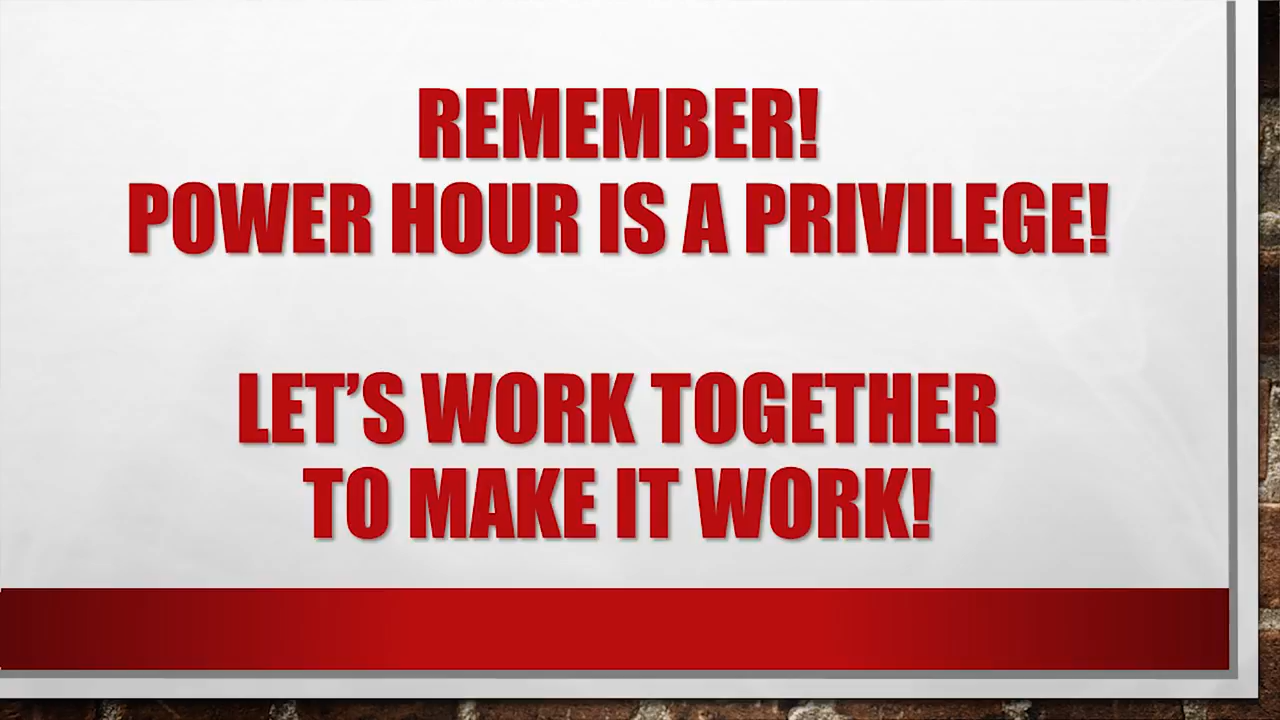 REMEMBER!
POWER HOUR IS A PRIVILEGE!
LET’S WORK TOGETHER
TO MAKE IT WORK!